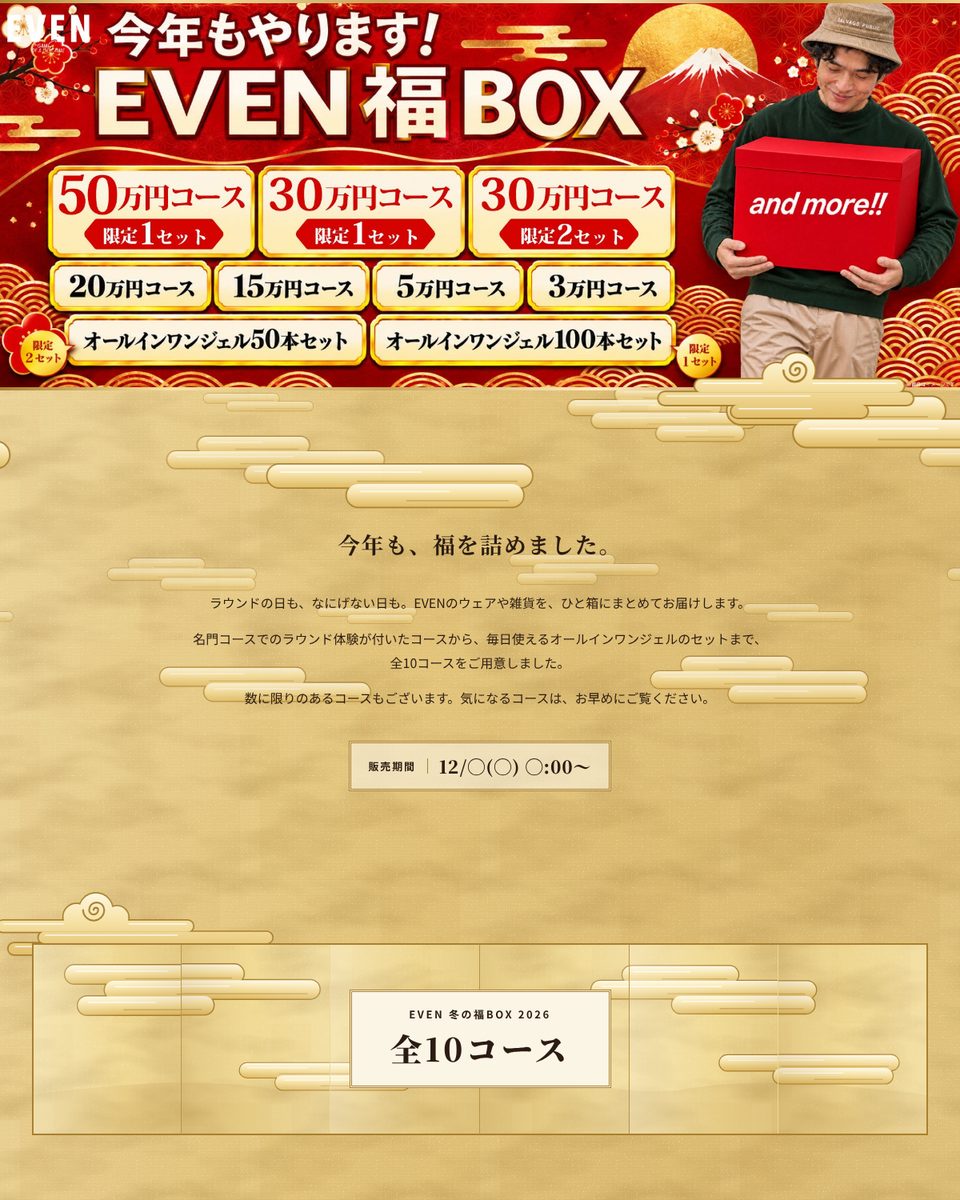 EVEN
今年もやります!
EVEN福BOX
SALVAGE PUBLIC
and more!!
50万円コース
限定1セット
30万円コース
限定1セット
30万円コース
限定2セット
20万円コース
15万円コース
5万円コース
3万円コース
限定
2セット
オールインワンジェル50本セット
オールインワンジェル100本セット
限定
1セット
今年も、福を詰めました。
ラウンドの日も、なにげない日も。EVENのウェアや雑貨を、ひと箱にまとめてお届けします。
名門コースでのラウンド体験が付いたコースから、毎日使えるオールインワンジェルのセットまで、
全10コースをご用意しました。
数に限りのあるコースもございます。気になるコースは、お早めにご覧ください。
販売期間 12/〇(〇) 〇:00〜
EVEN 冬の福BOX 2026
全10コース